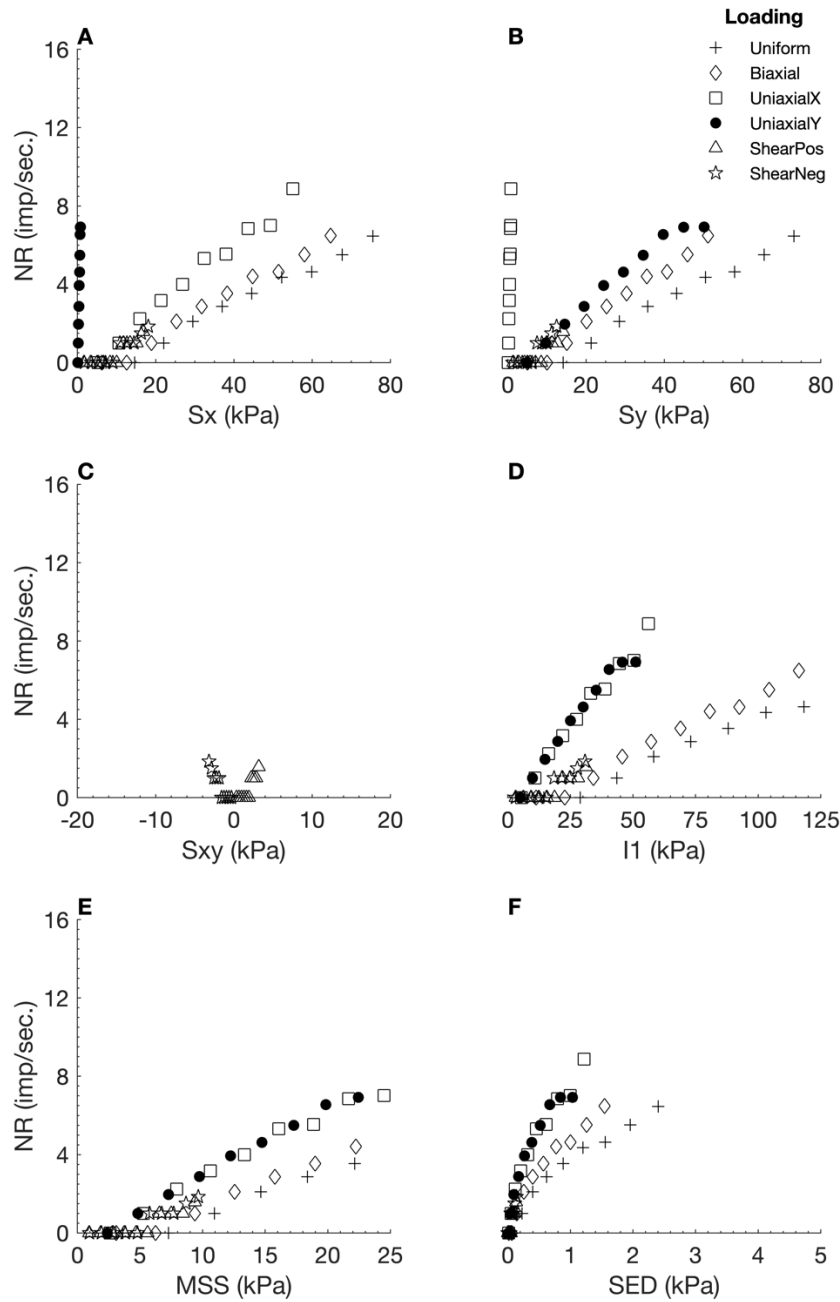 A
16
12
8
4
0
NR (imp/sec.)
0
20
40
60
80
Sx (kPa)
B
16
12
8
4
0
0
20
40
60
80
Sy (kPa)
Loading
Uniform
Biaxial
UniaxialX
UniaxialY
ShearPos
ShearNeg
C
16
12
8
4
0
NR (imp/sec.)
-20
-10
0
10
20
Sxy (kPa)
D
16
12
8
4
0
0
25
50
75
100
125
I1 (kPa)
E
16
12
8
4
0
NR (imp/sec.)
0
5
10
15
20
25
MSS (kPa)
F
16
12
8
4
0
0
1
2
3
4
5
SED (kPa)